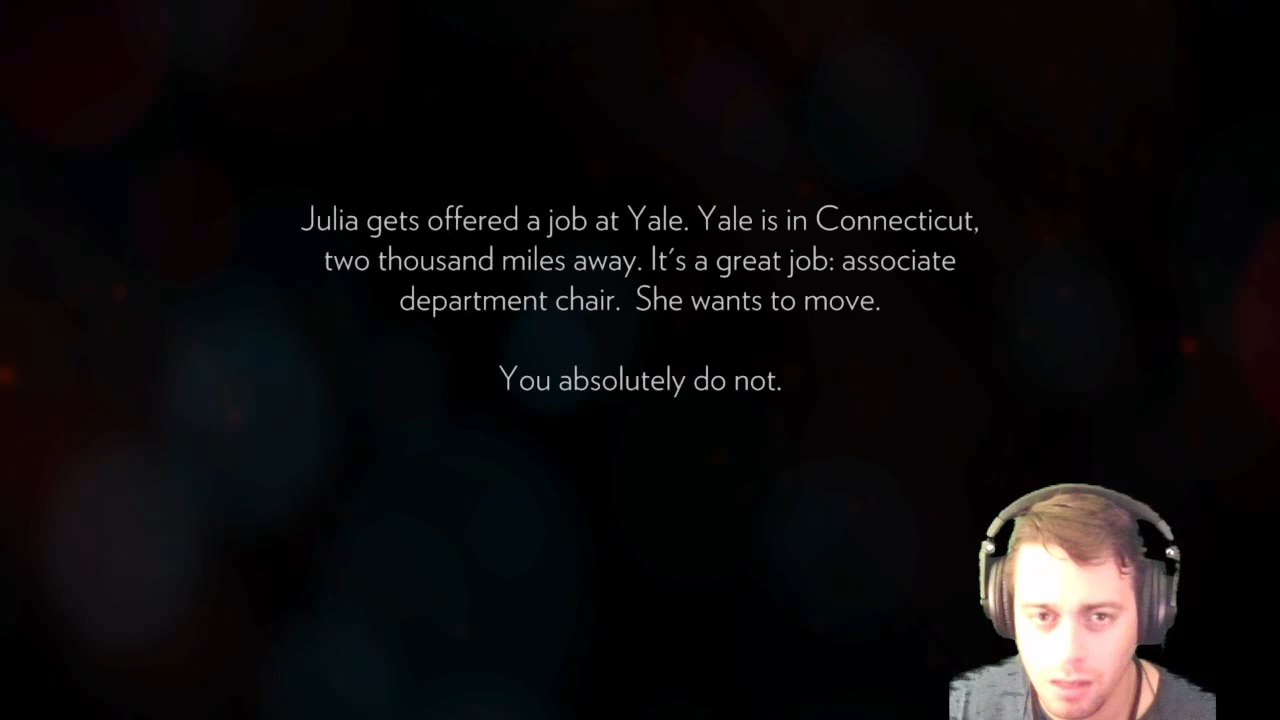 Julia gets offered a job at Yale. Yale is in Connecticut,
two thousand miles away. It's a great job: associate
department chair.  She wants to move.
You absolutely do not.